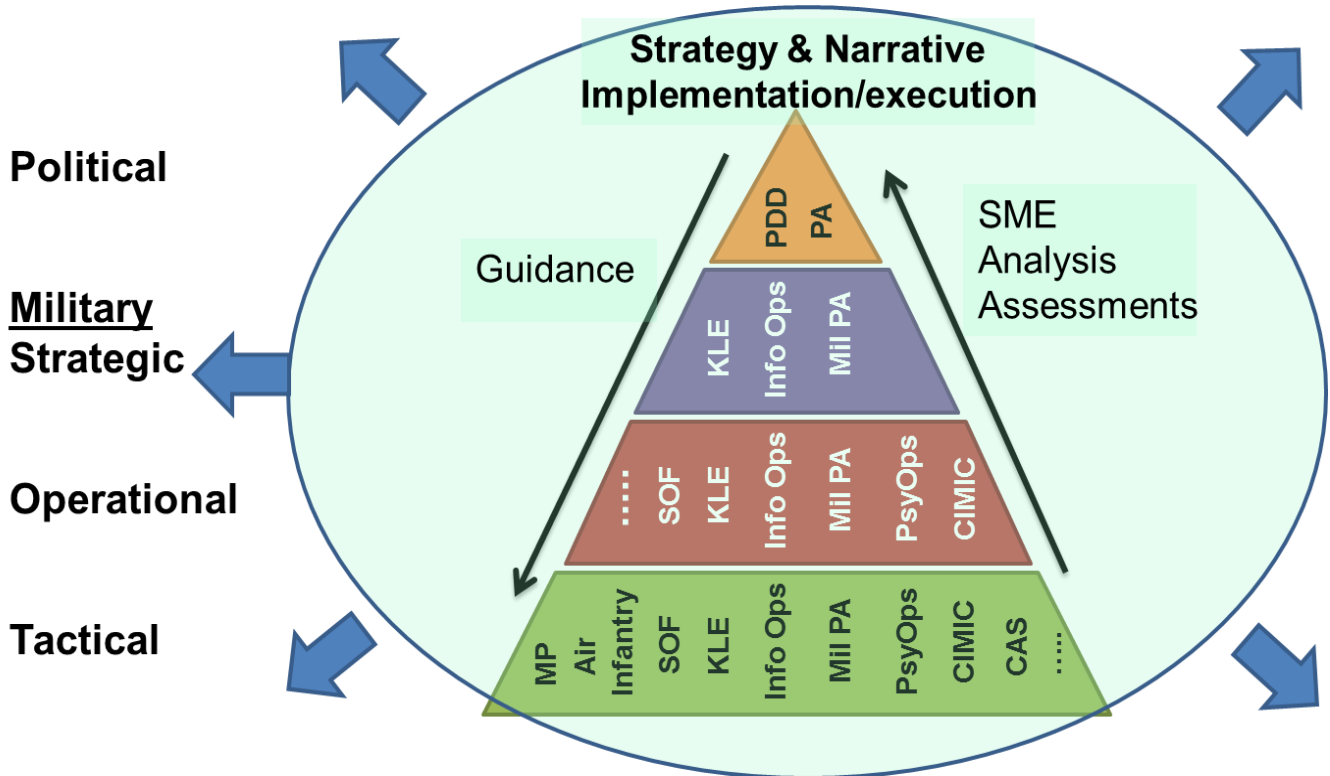 Strategy & Narrative
Implementation/execution
Political
Military
Strategic
Operational
Tactical
Guidance
SME
Analysis
Assessments
PDD
PA
KLE
Info Ops
Mil PA
.....
SOF
KLE
Info Ops
Mil PA
PsyOps
CIMIC
MP
Air
Infantry
SOF
KLE
Info Ops
Mil PA
PsyOps
CIMIC
CAS
.....